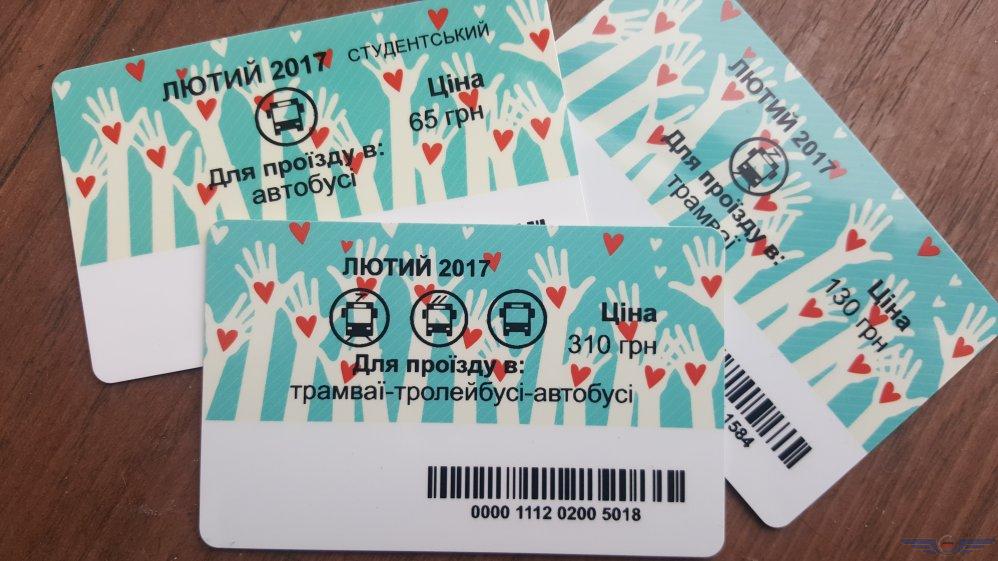 ЛЮТИЙ 2017 СТУДЕНТСЬКИЙ
Ціна
65 грн
Для проїзду в:
автобусі
ЛЮТИЙ 2017
Для проїзду в:
трамваї
Ціна
130 грн
1584
ЛЮТИЙ 2017
Ціна
310 грн
Для проїзду в:
трамваї-тролейбусі-автобусі
0000 1112 0200 5018